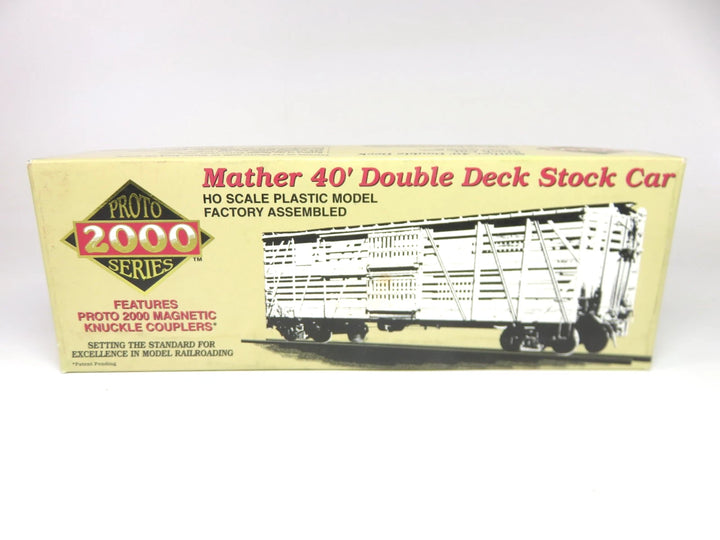 Mather 40' Double Deck Stock Car
HO SCALE PLASTIC MODEL
FACTORY ASSEMBLED
PROTO
2000
™
SERIES
FEATURES
PROTO 2000 MAGNETIC
KNUCKLE COUPLERS*
SETTING THE STANDARD FOR
EXCELLENCE IN MODEL RAILROADING
*Patent Pending